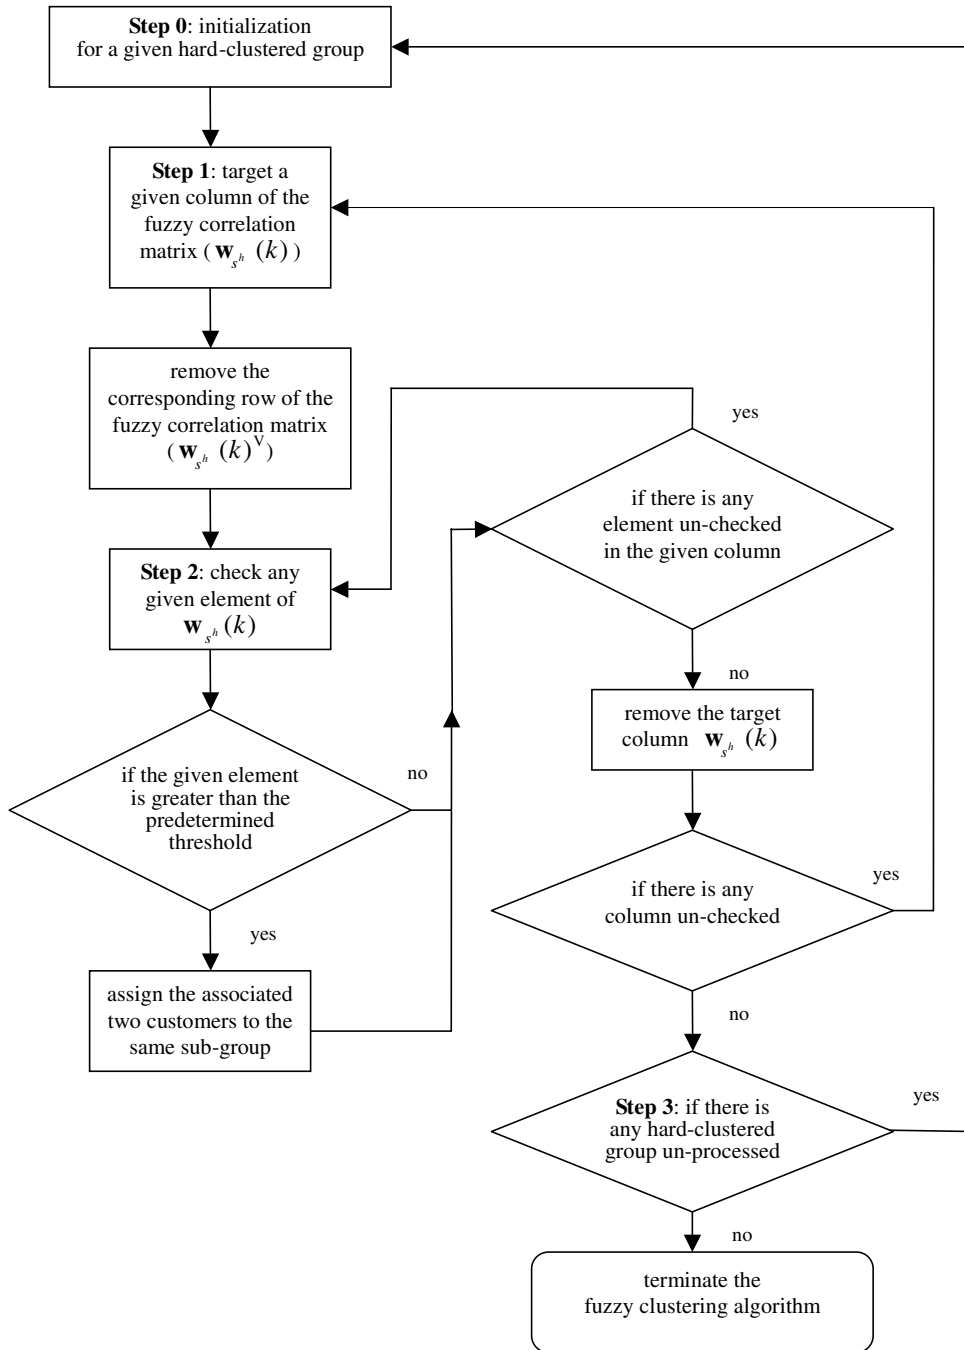 Step 0: initialization
for a given hard-clustered group
Step 1: target a
given column of the
fuzzy correlation
matrix ( w_{s^h} (k) )
remove the
corresponding row of the
fuzzy correlation matrix
( w_{s^h} (k)^V )
Step 2: check any
given element of
w_{s^h} (k)
if the given element
is greater than the
predetermined
threshold
no
yes
assign the associated
two customers to the
same sub-group
yes
if there is any
element un-checked
in the given column
no
remove the target
column w_{s^h} (k)
if there is any
column un-checked
yes
no
Step 3: if there is
any hard-clustered
group un-processed
yes
no
terminate the
fuzzy clustering algorithm